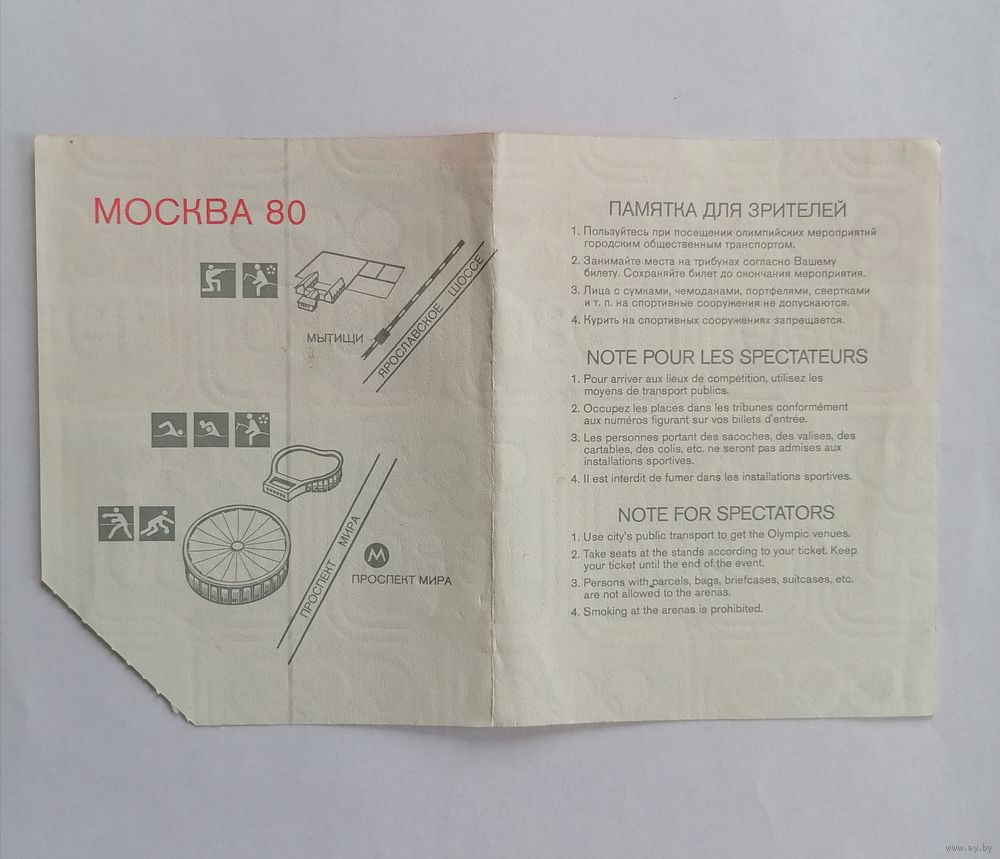 МОСКВА 80
МЫТИЩИ
ЯРОСЛАВСКОЕ ШОССЕ
ПРОСПЕКТ МИРА
М
ПРОСПЕКТ МИРА
ПАМЯТКА ДЛЯ ЗРИТЕЛЕЙ
1. Пользуйтесь при посещении олимпийских мероприятий
городским общественным транспортом.
2. Занимайте места на трибунах согласно Вашему
билету. Сохраняйте билет до окончания мероприятия.
3. Лица с сумками, чемоданами, портфелями, свертками
и т. п. на спортивные сооружения не допускаются.
4. Курить на спортивных сооружениях запрещается.
NOTE POUR LES SPECTATEURS
1. Pour arriver aux lieux de compétition, utilisez les
moyens de transport publics.
2. Occupez les places dans les tribunes conformément
aux numéros figurant sur vos billets d'entrée.
3. Les personnes portant des sacoches, des valises, des
cartables, des colis, etc. ne seront pas admises aux
installations sportives.
4. Il est interdit de fumer dans les installations sportives.
NOTE FOR SPECTATORS
1. Use city's public transport to get the Olympic venues.
2. Take seats at the stands according to your ticket. Keep
your ticket until the end of the event.
3. Persons with parcels, bags, briefcases, suitcases, etc.
are not allowed to the arenas.
4. Smoking at the arenas is prohibited.
www.ay.by